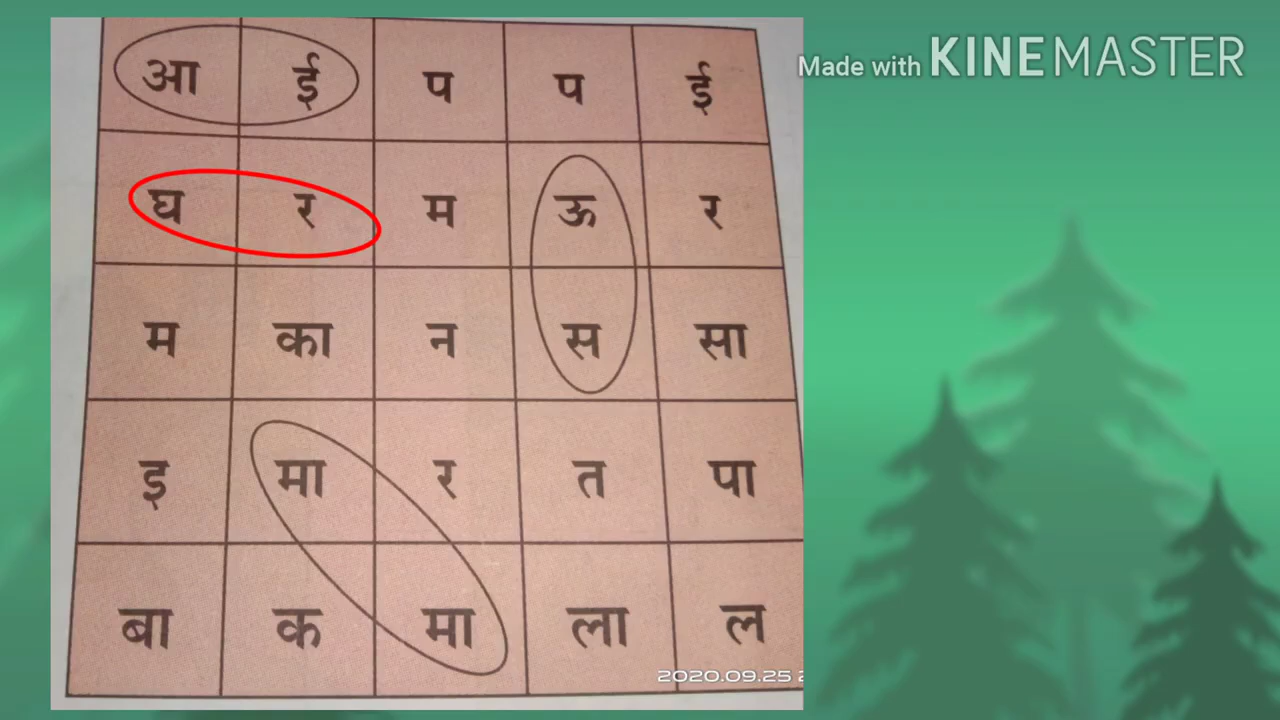 Made with KINEMASTER
आ ई प प ई
घ र म ऊ र
म का न स सा
इ मा र त पा
बा क मा ला ल
2020.09.25